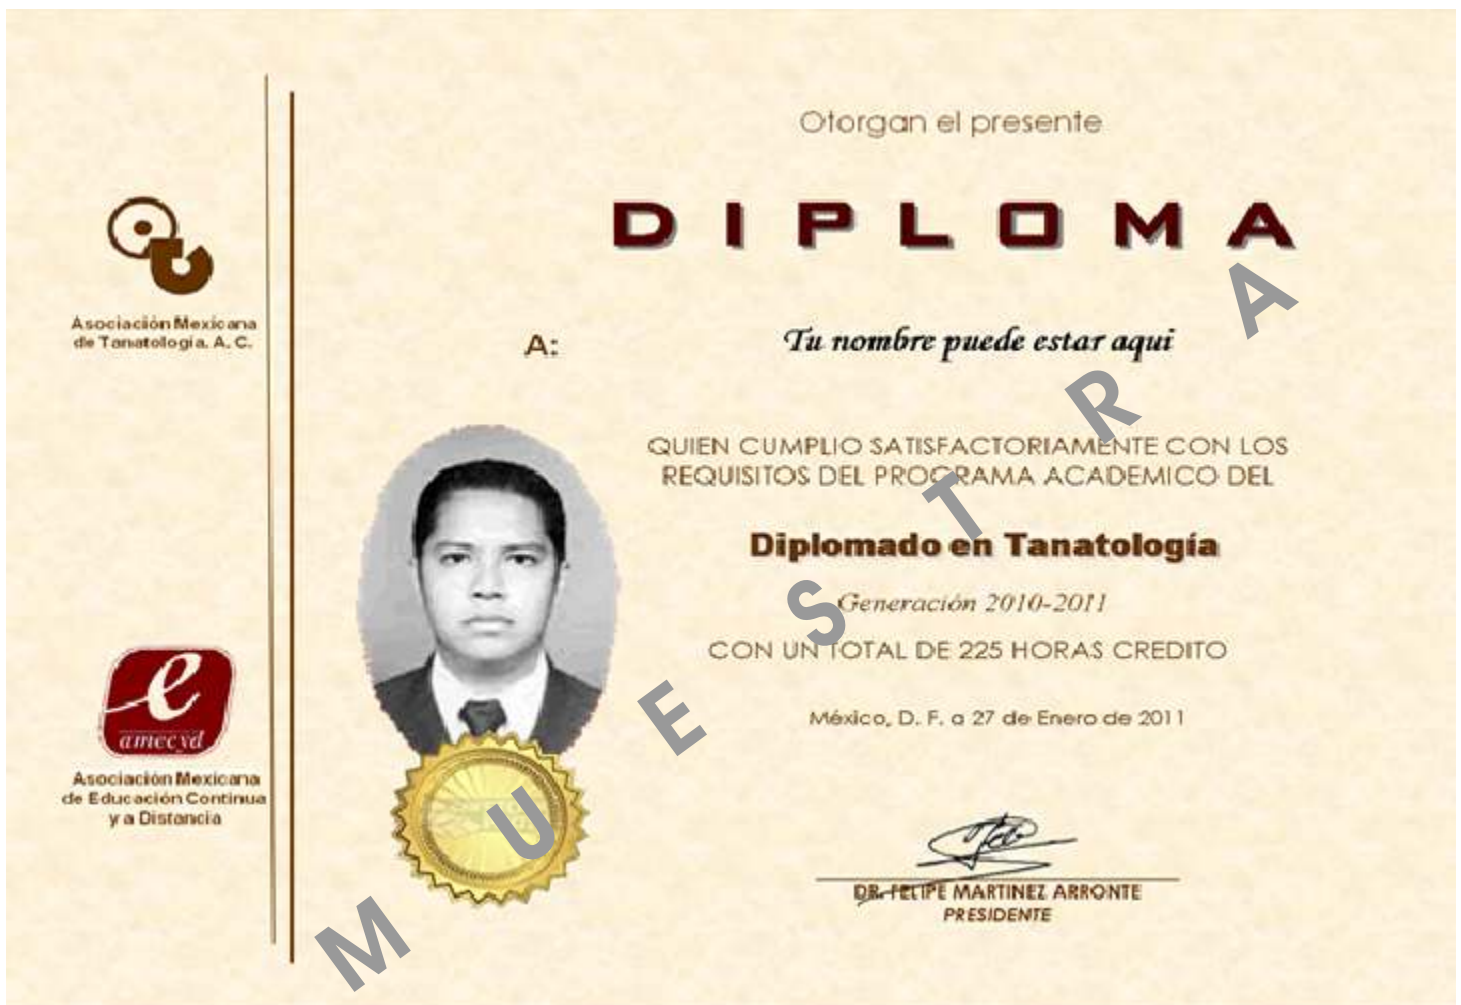 Otorgan el presente
DIPLOMA
Asociación Mexicana
de Tanatología. A. C.
A:
Tu nombre puede estar aqui
QUIEN CUMPLIO SATISFACTORIAMENTE CON LOS
REQUISITOS DEL PROGRAMA ACADEMICO DEL
Diplomado en Tanatología
Generación 2010-2011
CON UN TOTAL DE 225 HORAS CREDITO
México, D. F. a 27 de Enero de 2011
e
amecyd
Asociación Mexicana
de Educación Continua
y a Distancia
DR. FELIPE MARTINEZ ARRONTE
PRESIDENTE
MUESTRA